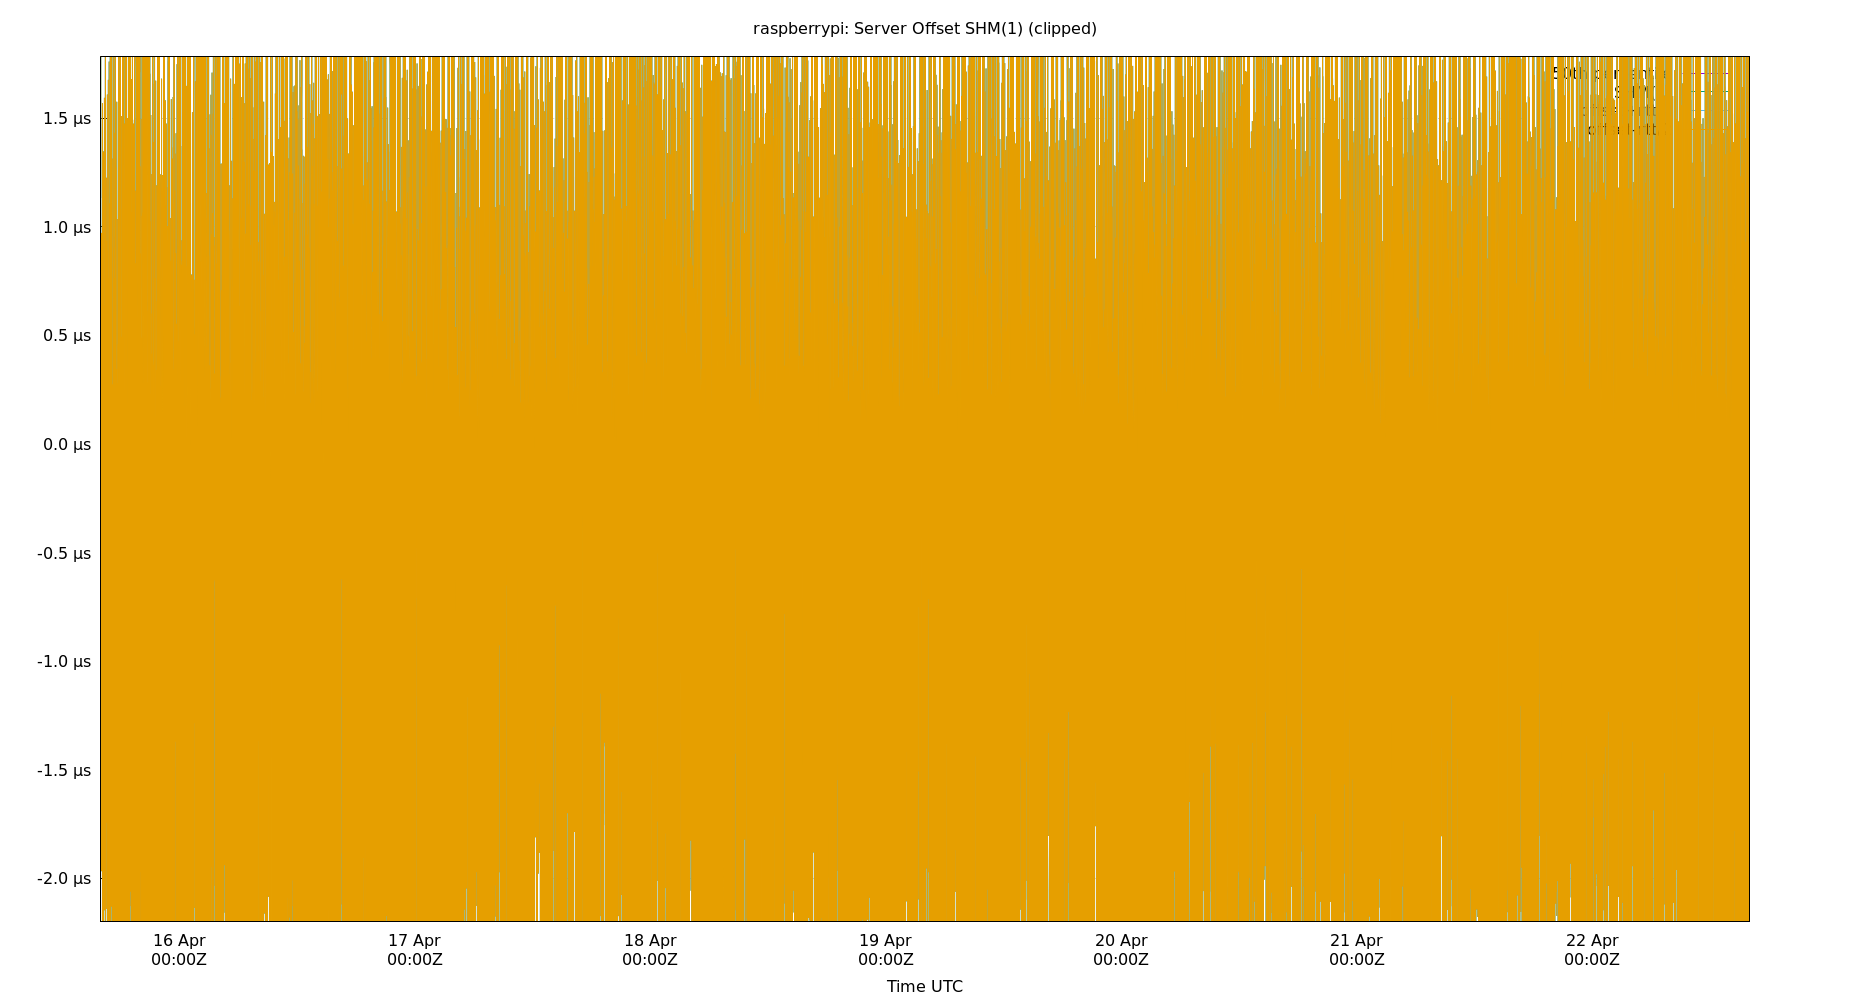 raspberrypi: Server Offset SHM(1) (clipped)
1.5 µs
1.0 µs
0.5 µs
0.0 µs
-0.5 µs
-1.0 µs
-1.5 µs
-2.0 µs
16 Apr 17 Apr 18 Apr 19 Apr 20 Apr 21 Apr 22 Apr
00:00Z 00:00Z 00:00Z 00:00Z 00:00Z 00:00Z 00:00Z
Time UTC